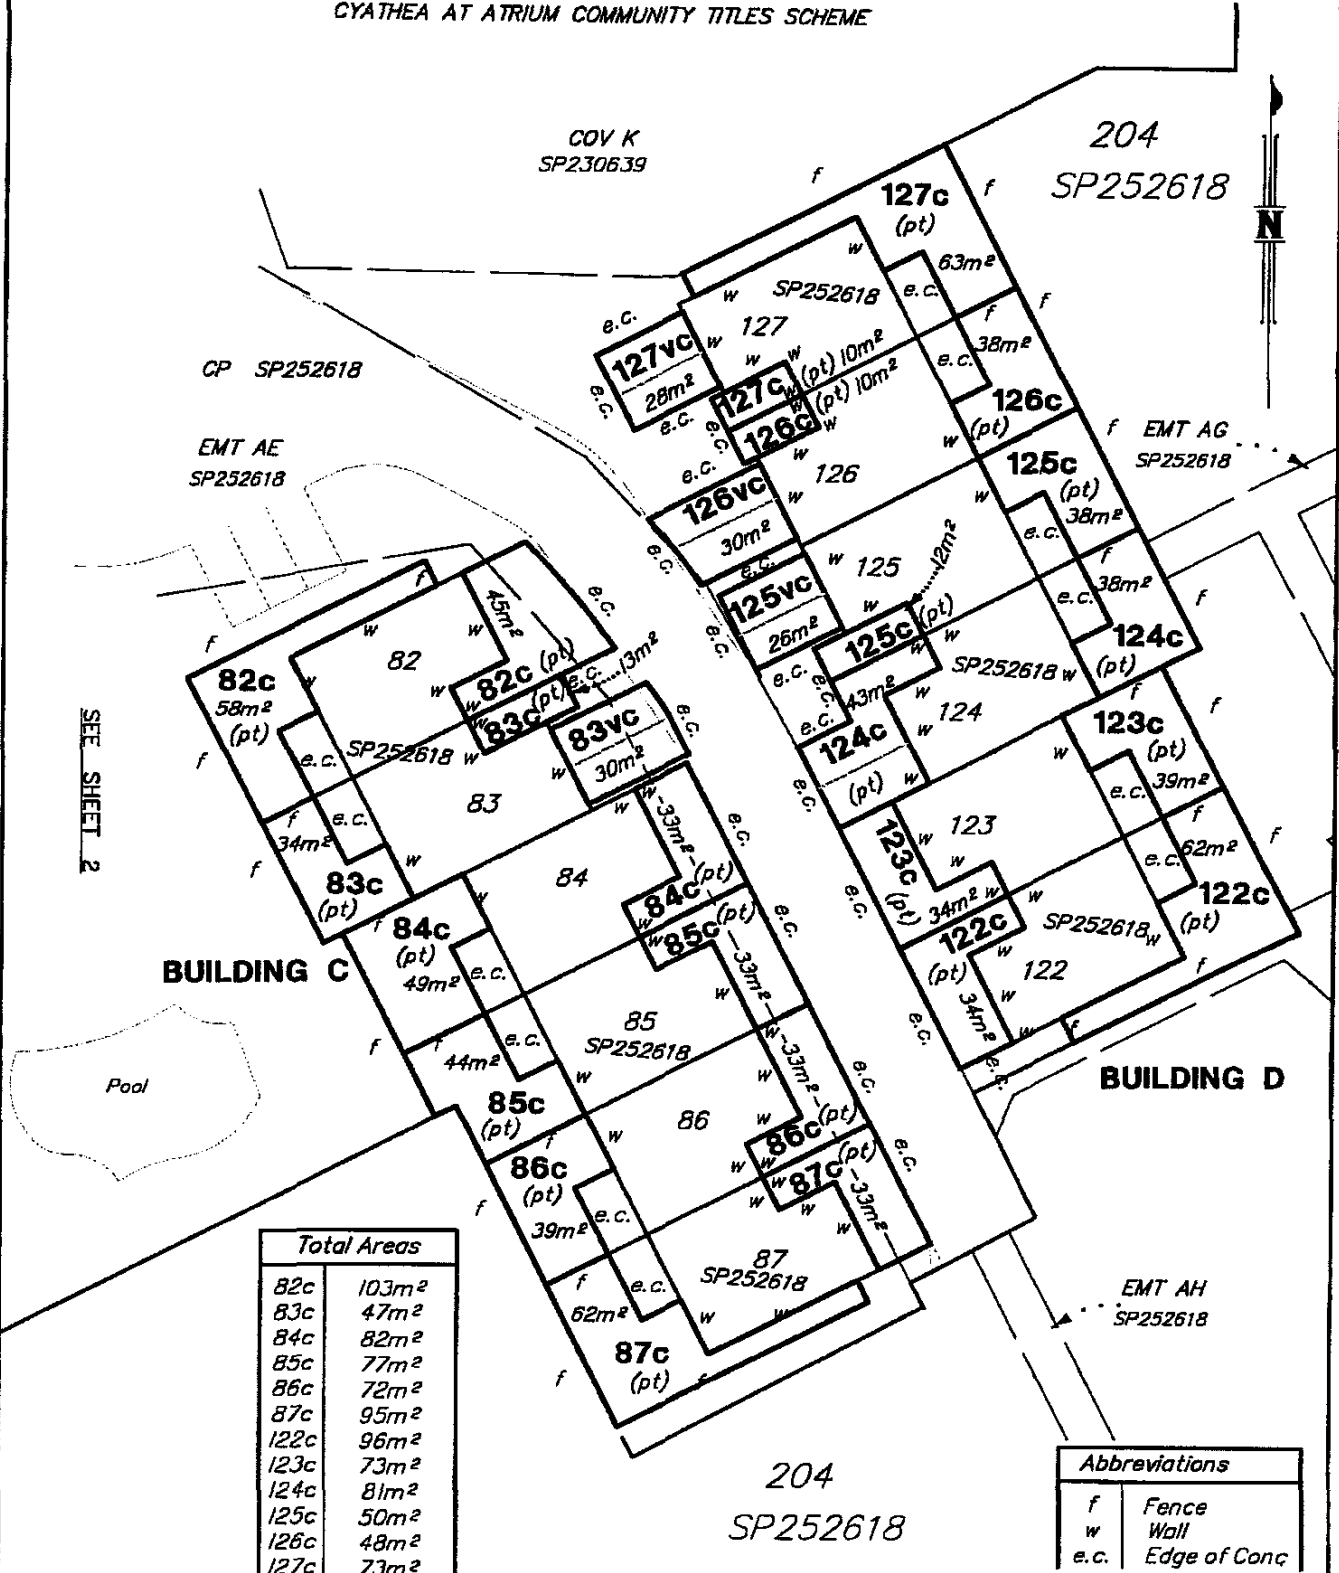 CYATHEA AT ATRIUM COMMUNITY TITLES SCHEME
COV K
SP230639
204
SP252618
N
127c
(pt)
63m²
f
f
w
e.c.
SP252618
w
e.c.
127
w
127vc
28m²
e.c.
e.c.
w
w
127c
(pt) 10m²
w
126c
(pt) 10m²
w
w
e.c.
f
f
38m²
e.c.
126c
(pt)
w
CP SP252618
EMT AE
SP252618
EMT AG
SP252618
f
e.c.
126vc
30m²
w
w
126
e.c.
e.c.
125c
(pt)
38m²
w
e.c.
125vc
26m²
e.c.
e.c.
w
125
w
12m²
125c
(pt)
w
w
f
38m²
e.c.
124c
(pt)
f
SP252618
w
43m²
e.c.
e.c.
w
124
124c
(pt)
w
f
82c
58m²
(pt)
f
f
f
w
w
82
w
45m²
e.c.
w
82c
(pt)
w
83c
(pt)
e.c.
13m²
SP252618
e.c.
w
83vc
30m²
e.c.
w
83
SEE SHEET 2
f
34m²
e.c.
f
83c
(pt)
w
123c
(pt)
39m²
w
e.c.
f
f
123
w
w
w
123c
(pt)
34m²
e.c.
e.c.
w
-33m²-
e.c.
84
w
84c
(pt)
w
w
85c
(pt)
e.c.
e.c.
f
62m²
e.c.
122c
(pt)
f
f
w
SP252618
w
122c
(pt)
34m²
122
w
w
f
e.c.
e.c.
f
84c
(pt)
49m²
e.c.
BUILDING C
w
-33m²-
85
SP252618
f
f
44m²
e.c.
85c
(pt)
w
Pool
BUILDING D
w
-33m²-
e.c.
w
86
w
86c
(pt)
e.c.
w
w
w
87c
(pt)
w
w
w
-33m²
f
86c
(pt)
39m²
e.c.
w
f
87
SP252618
f
62m²
e.c.
w
w
87c
(pt)
f
f
EMT AH
SP252618
Total Areas
82c 103m²
83c 47m²
84c 82m²
85c 77m²
86c 72m²
87c 95m²
122c 96m²
123c 73m²
124c 81m²
125c 50m²
126c 48m²
127c 73m²
204
SP252618
Abbreviations
f Fence
w Wall
e.c. Edge of Conc